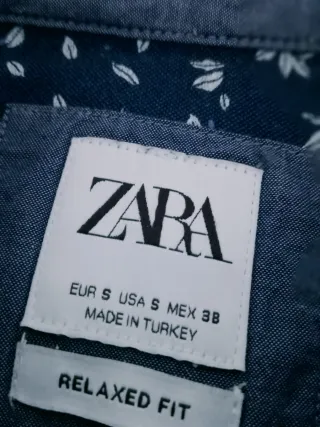 ZARA
EUR S USA S MEX 38
MADE IN TURKEY
RELAXED FIT